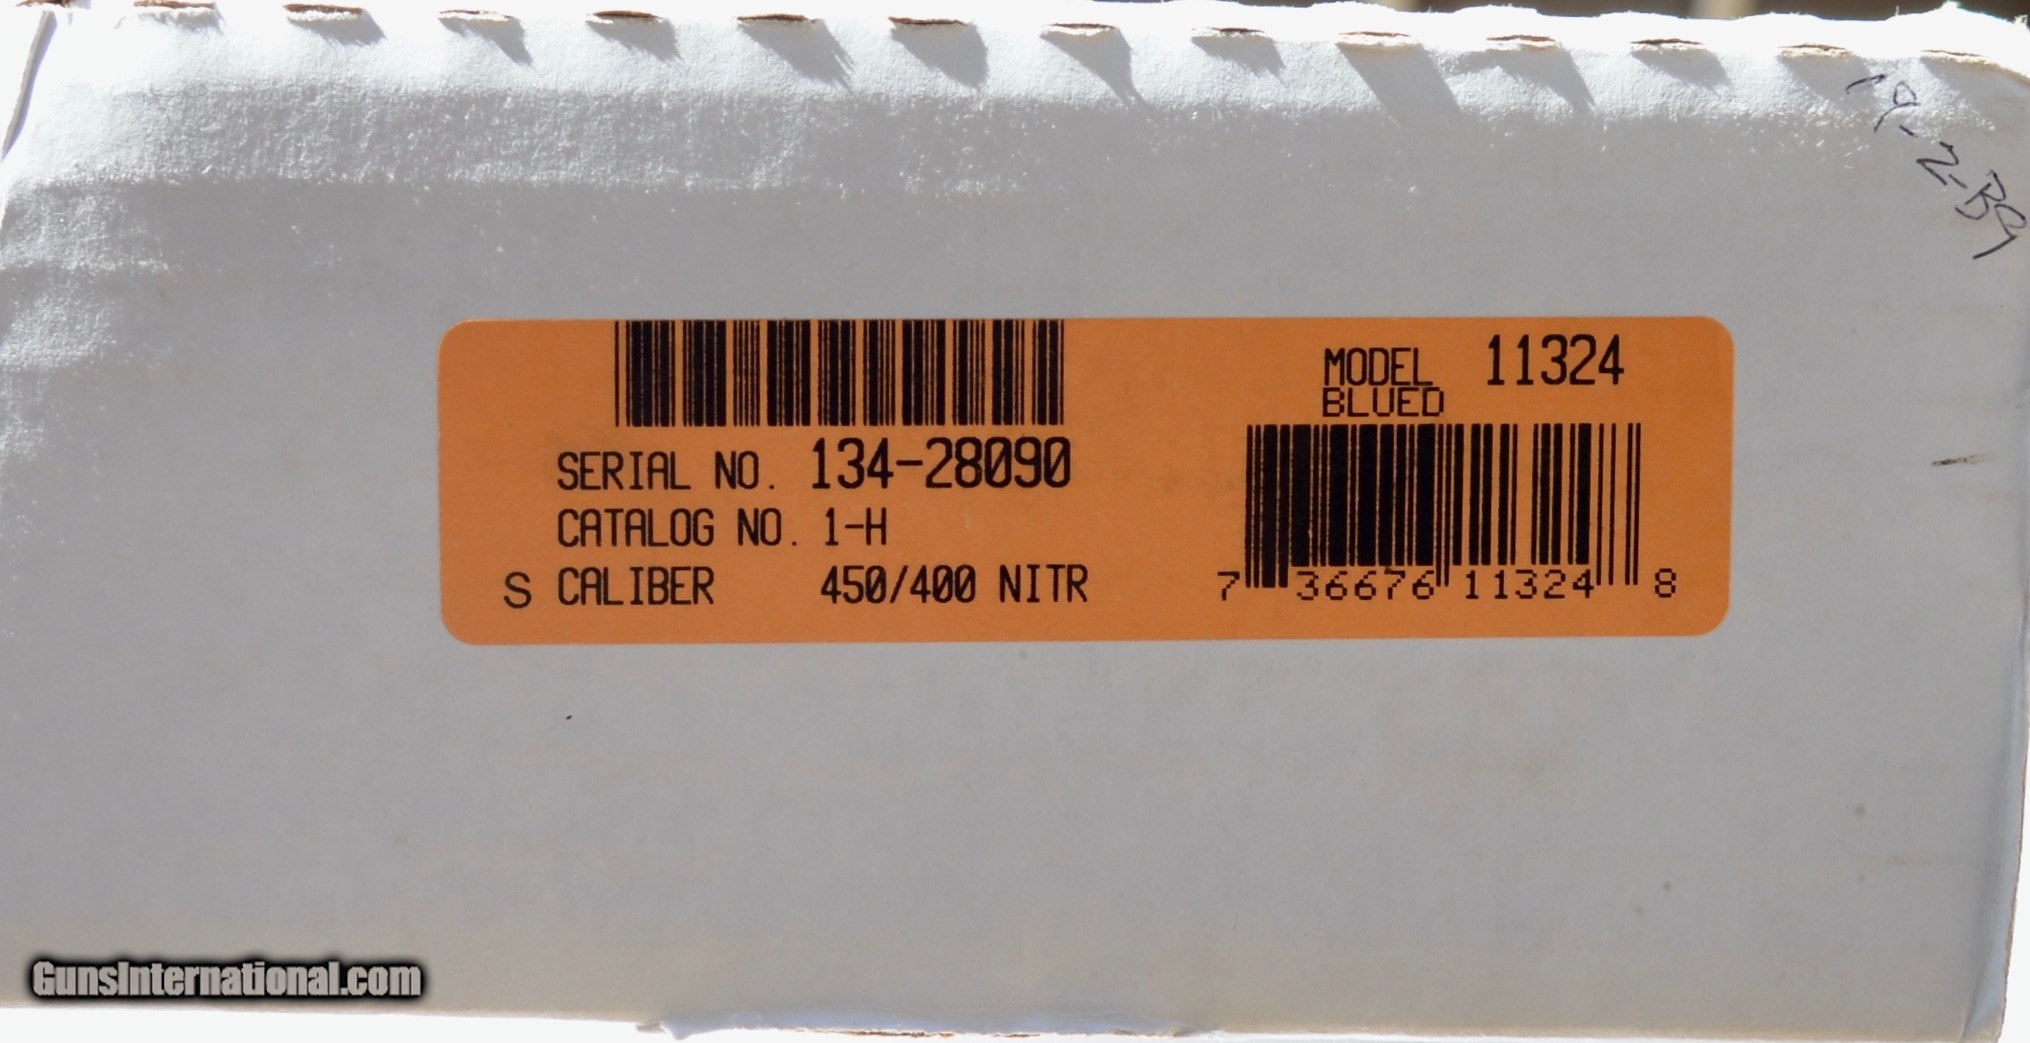 MODEL 11324
BLUED
SERIAL NO. 134-28090
CATALOG NO. 1-H
S CALIBER 450/400 NITR
7 36676 11324 8
GunsInternational.com